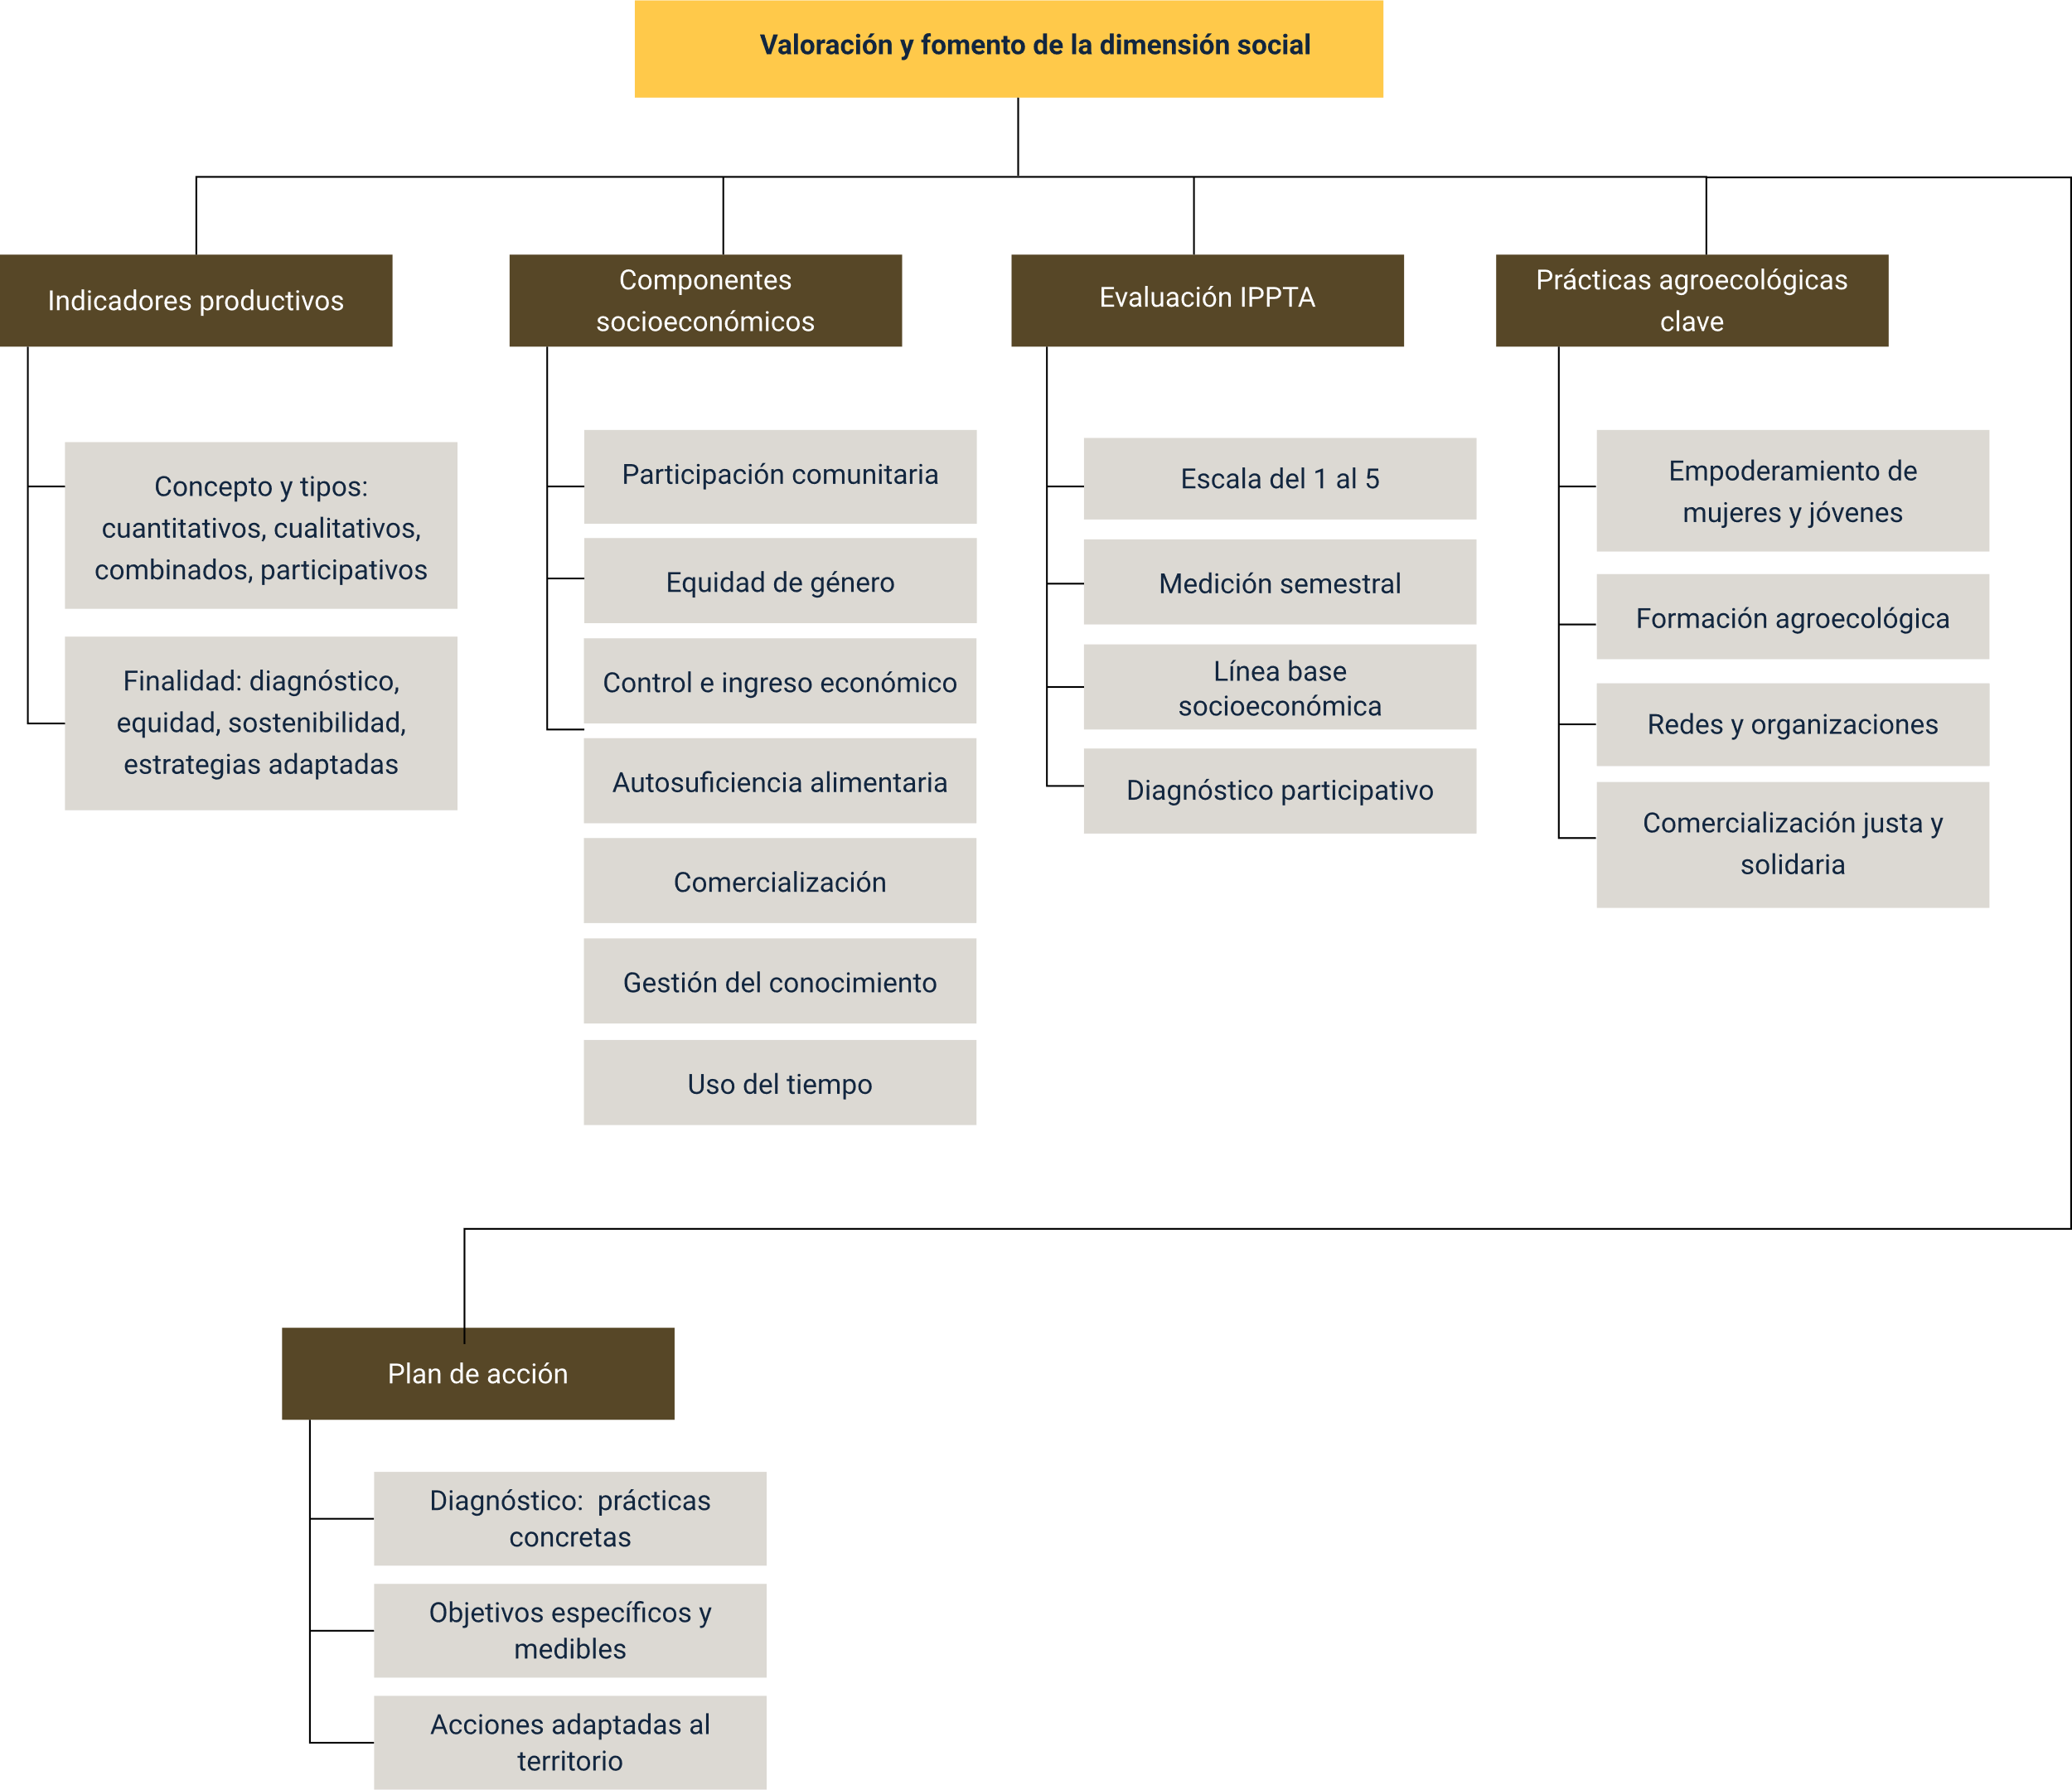 Valoración y fomento de la dimensión social
Indicadores productivos
Concepto y tipos:
cuantitativos, cualitativos,
combinados, participativos
Finalidad: diagnóstico,
equidad, sostenibilidad,
estrategias adaptadas
Componentes
socioeconómicos
Participación comunitaria
Equidad de género
Control e ingreso económico
Autosuficiencia alimentaria
Comercialización
Gestión del conocimiento
Uso del tiempo
Evaluación IPPTA
Escala del 1 al 5
Medición semestral
Línea base
socioeconómica
Diagnóstico participativo
Prácticas agroecológicas
clave
Empoderamiento de
mujeres y jóvenes
Formación agroecológica
Redes y organizaciones
Comercialización justa y
solidaria
Plan de acción
Diagnóstico:  prácticas
concretas
Objetivos específicos y
medibles
Acciones adaptadas al
territorio